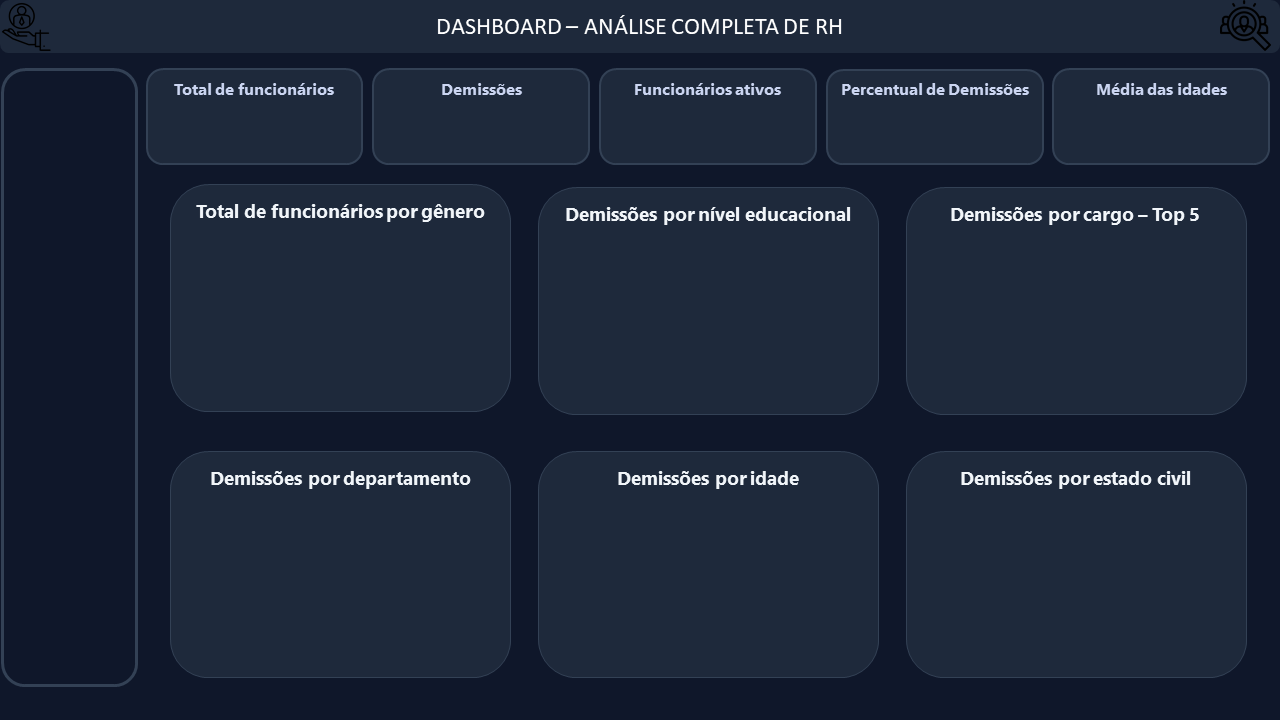 DASHBOARD – ANÁLISE COMPLETA DE RH
Total de funcionários
Demissões
Funcionários ativos
Percentual de Demissões
Média das idades
Total de funcionários por gênero
Demissões por nível educacional
Demissões por cargo – Top 5
Demissões por departamento
Demissões por idade
Demissões por estado civil